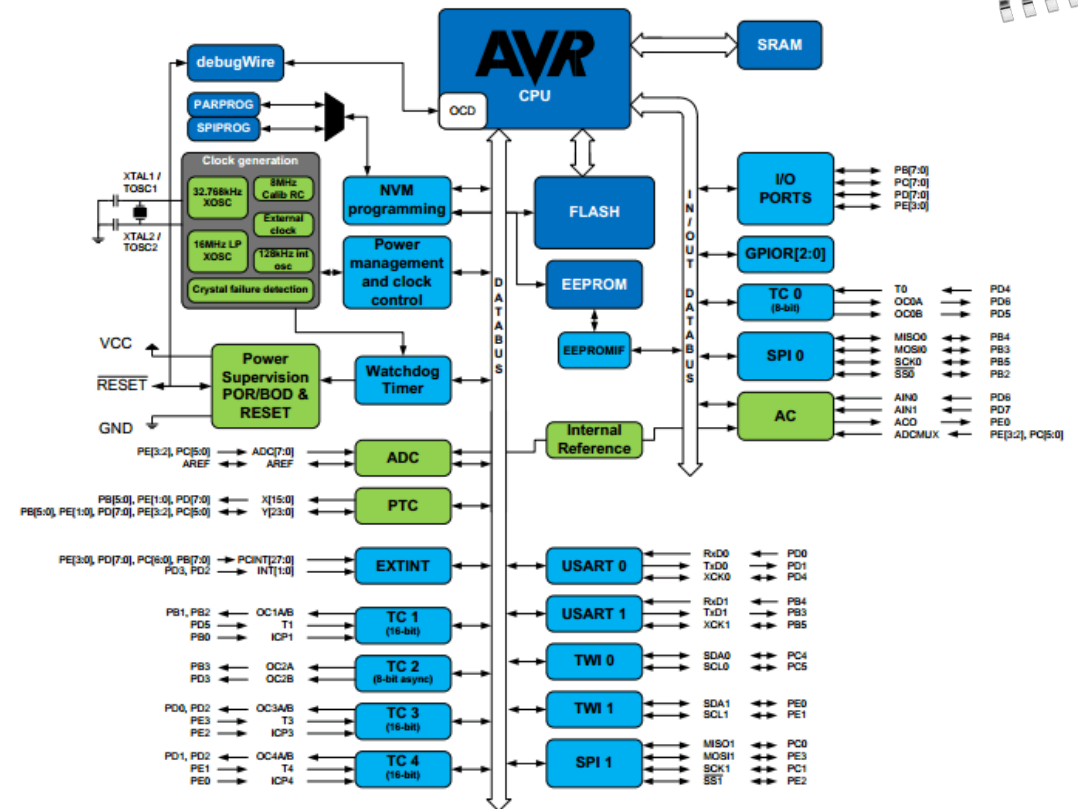 AVR
CPU
OCD
SRAM
debugWire
PARPROG
SPIPROG
Clock generation
XTAL1 /
TOSC1
32.768kHz
XOSC
8MHz
Calib RC
External
clock
XTAL2 /
TOSC2
16MHz LP
XOSC
128kHz int
osc
Crystal failure detection
NVM
programming
Power
management
and clock
control
FLASH
EEPROM
EEPROMIF
DATABUS
IN/OUT DATABUS
I/O
PORTS
PB[7:0]
PC[7:0]
PD[7:0]
PE[3:0]
GPIOR[2:0]
TC 0
(8-bit)
T0 PD4
OC0A PD6
OC0B PD5
SPI 0
MISO0 PB4
MOSI0 PB3
SCK0 PB5
SS0 PB2
AC
AIN0 PD6
AIN1 PD7
ACO PE0
ADCMUX PE[3:2], PC[5:0]
VCC
RESET
GND
Power
Supervision
POR/BOD &
RESET
Watchdog
Timer
Internal
Reference
PE[3:2], PC[5:0] ADC[7:0]
AREF AREF
ADC
PB[5:0], PE[1:0], PD[7:0] X[15:0]
PB[5:0], PE[1:0], PD[7:0], PE[3:2], PC[5:0] Y[23:0]
PTC
PE[3:0], PD[7:0], PC[6:0], PB[7:0] PCINT[27:0]
PD3, PD2 INT[1:0]
EXTINT
PB1, PB2 OC1A/B
PD5 T1
PB0 ICP1
TC 1
(16-bit)
PB3 OC2A
PD3 OC2B
TC 2
(8-bit async)
PD0, PD2 OC3A/B
PE3 T3
PE2 ICP3
TC 3
(16-bit)
PD1, PD2 OC4A/B
PE1 T4
PE0 ICP4
TC 4
(16-bit)
USART 0
RxD0 PD0
TxD0 PD1
XCK0 PD4
USART 1
RxD1 PB4
TxD1 PB3
XCK1 PB5
TWI 0
SDA0 PC4
SCL0 PC5
TWI 1
SDA1 PE0
SCL1 PE1
SPI 1
MISO1 PC0
MOSI1 PE3
SCK1 PC1
SS1 PE2